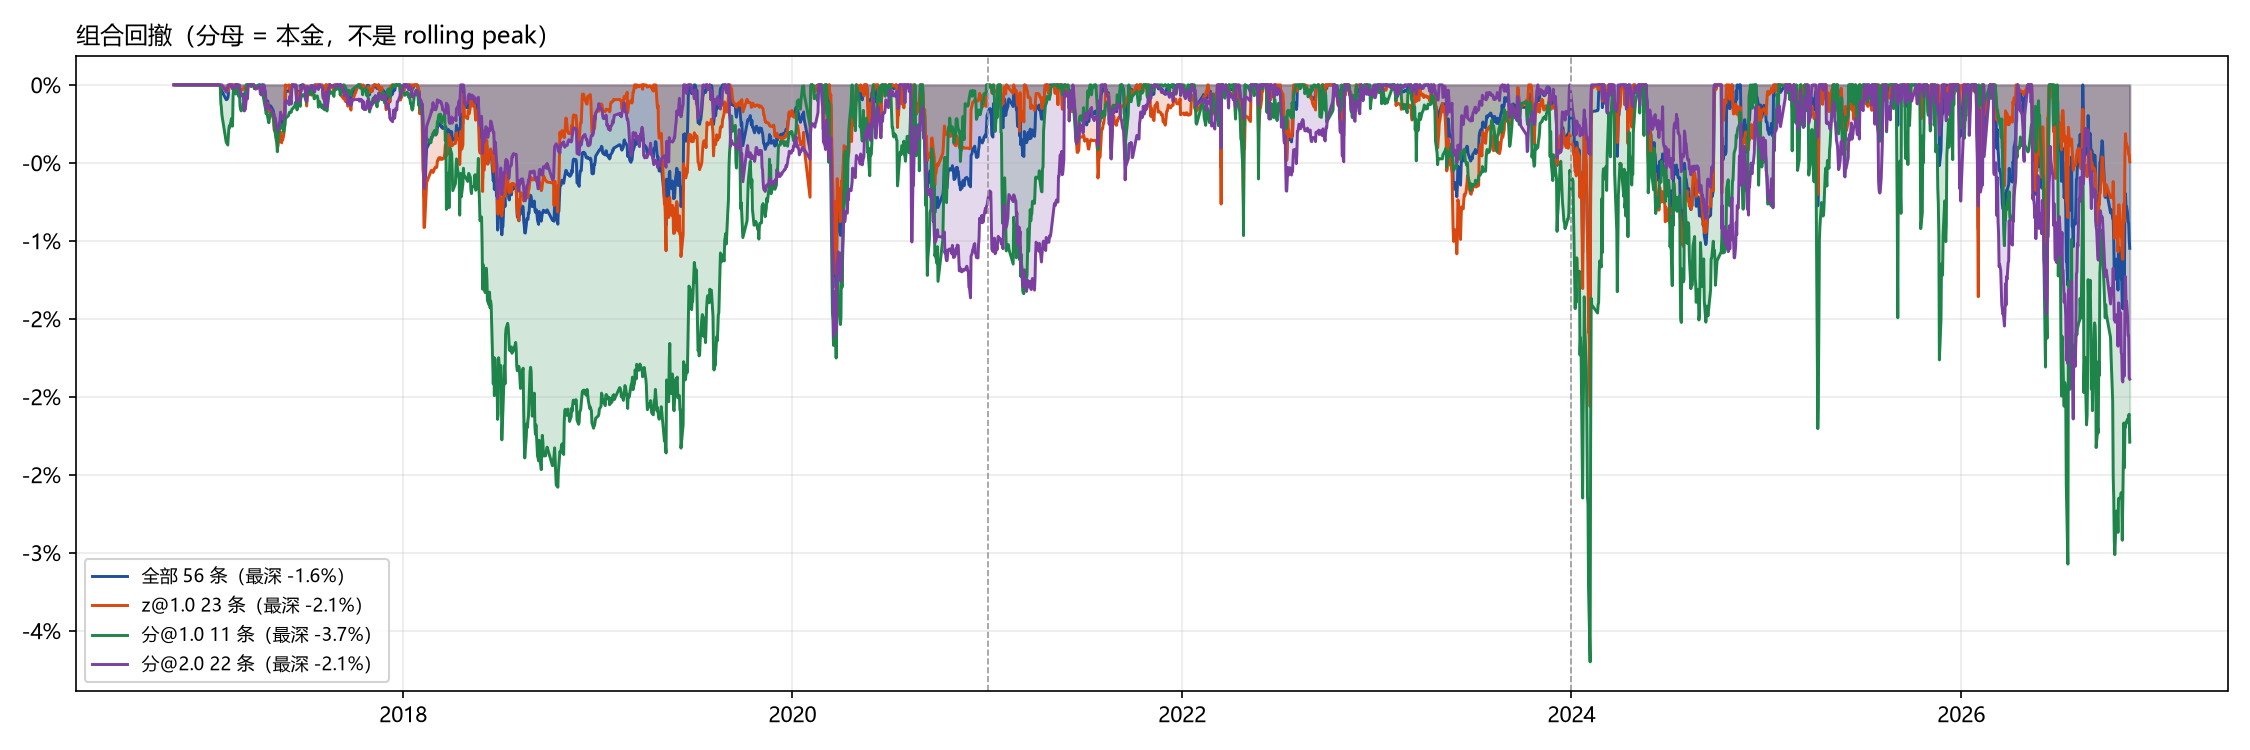 组合回撤（分母 = 本金，不是 rolling peak）
0%
-0%
-1%
-2%
-2%
-2%
-3%
-4%
全部 56 条（最深 -1.6%）
z@1.0 23 条（最深 -2.1%）
分@1.0 11 条（最深 -3.7%）
分@2.0 22 条（最深 -2.1%）
2018
2020
2022
2024
2026